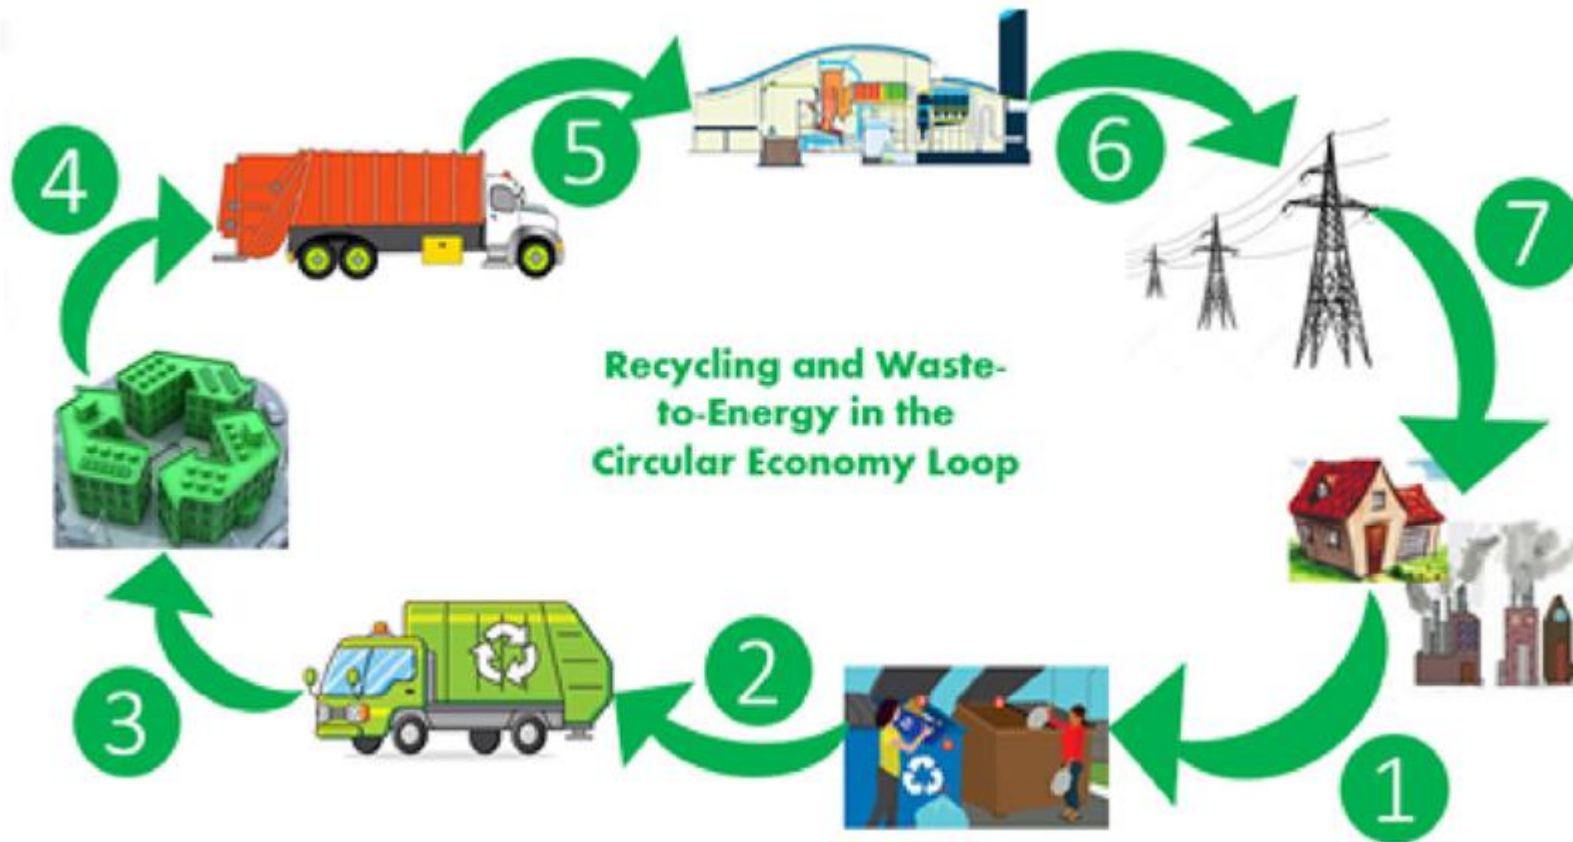 4
5
6
7
Recycling and Waste-
to-Energy in the
Circular Economy Loop
3
2
1